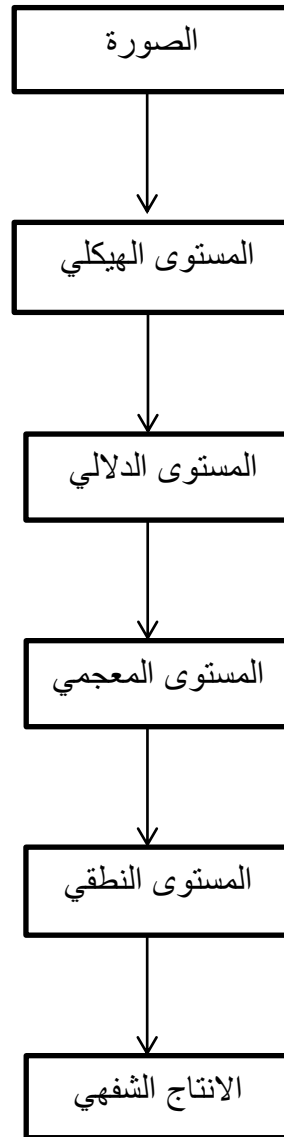 الصورة
المستوى الهيكلي
المستوى الدلالي
المستوى المعجمي
المستوى النطقي
الانتاج الشفهي